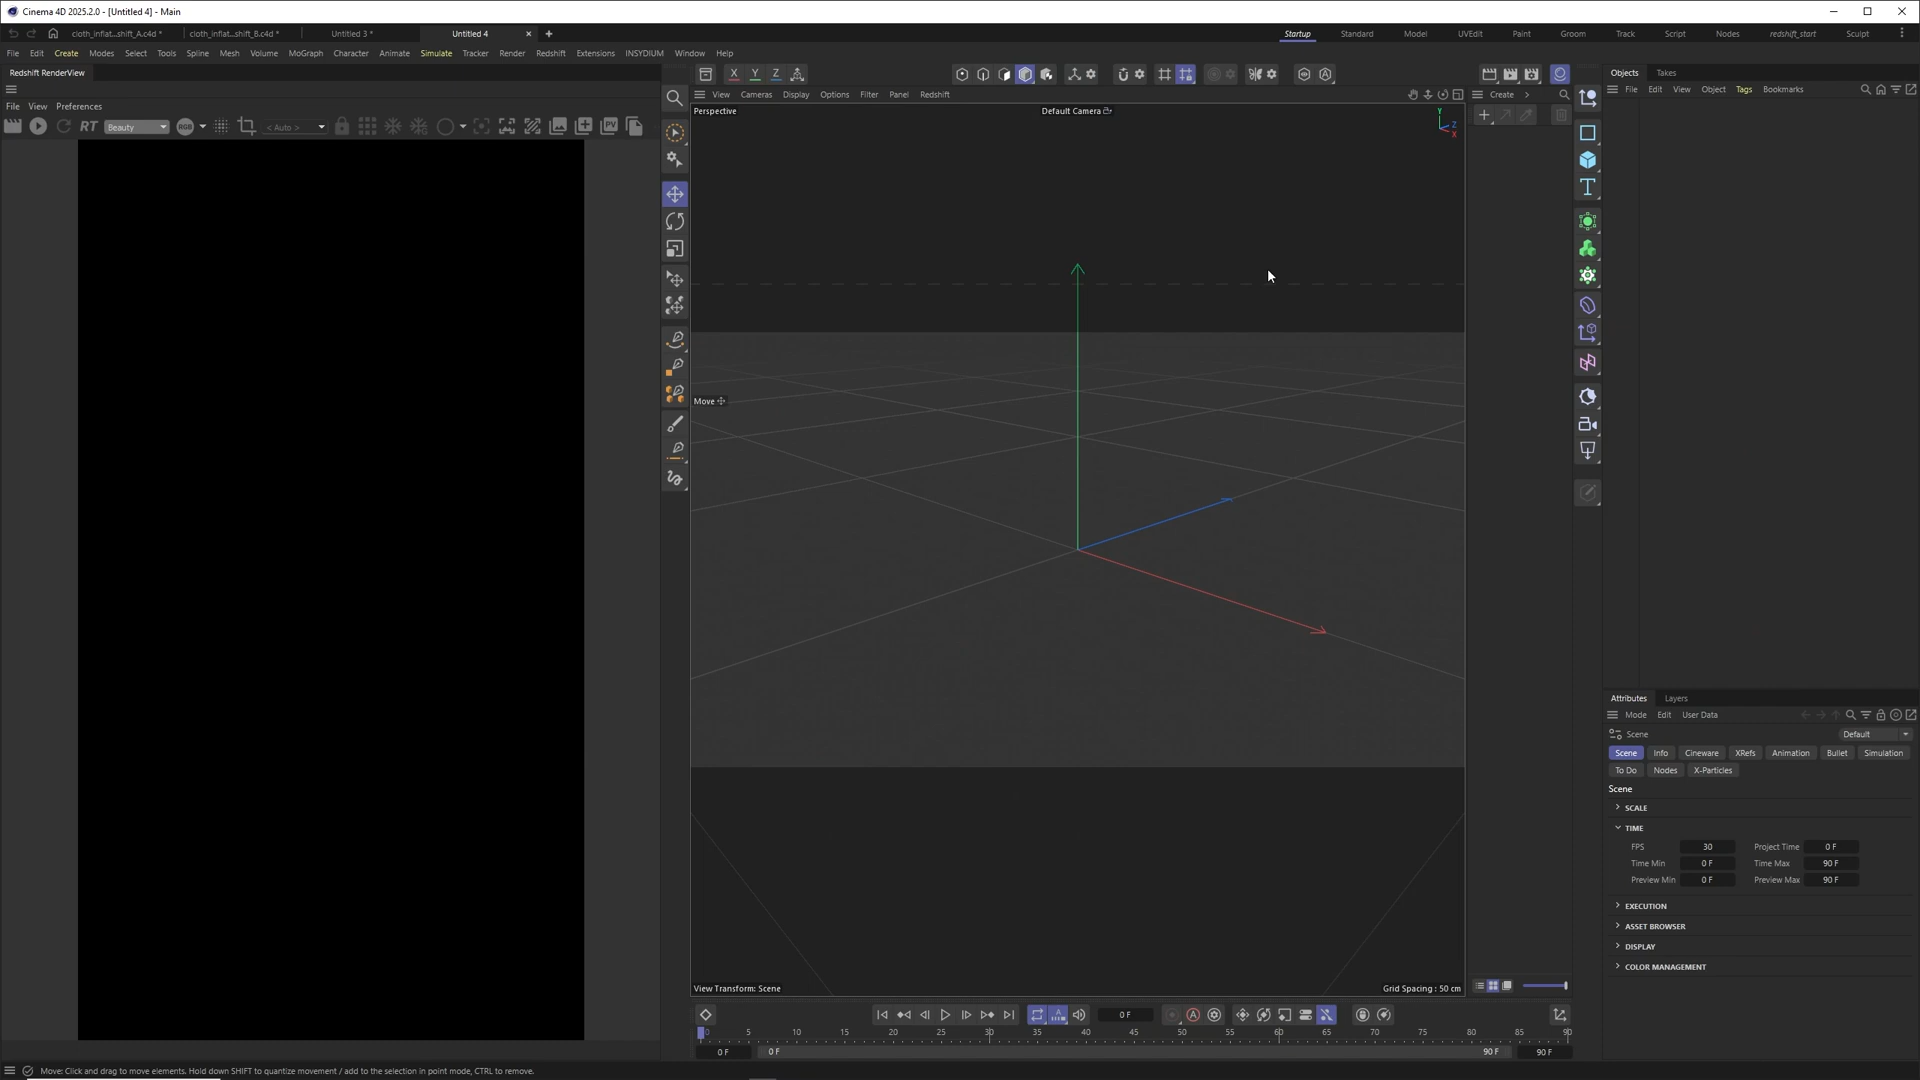 Cinema 4D 2025.2.0 - [Untitled 4] - Main
cloth_inflat...shift_A.c4d * cloth_inflat...shift_B.c4d * Untitled 3 * Untitled 4 Startup Standard Model UVEdit Paint Groom Track Script Nodes redshift_start Sculpt
File Edit Create Modes Select Tools Spline Mesh Volume MoGraph Character Animate Simulate Tracker Render Redshift Extensions INSYDIUM Window Help
Redshift RenderView Objects Takes
File Edit View Object Tags Bookmarks
View Cameras Display Options Filter Panel Redshift Create
File View Preferences
Perspective Default Camera
RT Beauty RGB < Auto > PV
X Y Z
Y Z X
Move
View Transform: Scene Grid Spacing : 50 cm
Attributes Layers
Mode Edit User Data
Scene Default
Scene Info Cineware XRefs Animation Bullet Simulation
To Do Nodes X-Particles
Scene
SCALE
TIME
FPS 30 Project Time 0 F
Time Min 0 F Time Max 90 F
Preview Min 0 F Preview Max 90 F
EXECUTION
ASSET BROWSER
DISPLAY
COLOR MANAGEMENT
0 F
0 5 10 15 20 25 30 35 40 45 50 55 60 65 70 75 80 85 90
0 F 0 F 90 F 90 F
Move: Click and drag to move elements. Hold down SHIFT to quantize movement / add to the selection in point mode, CTRL to remove.